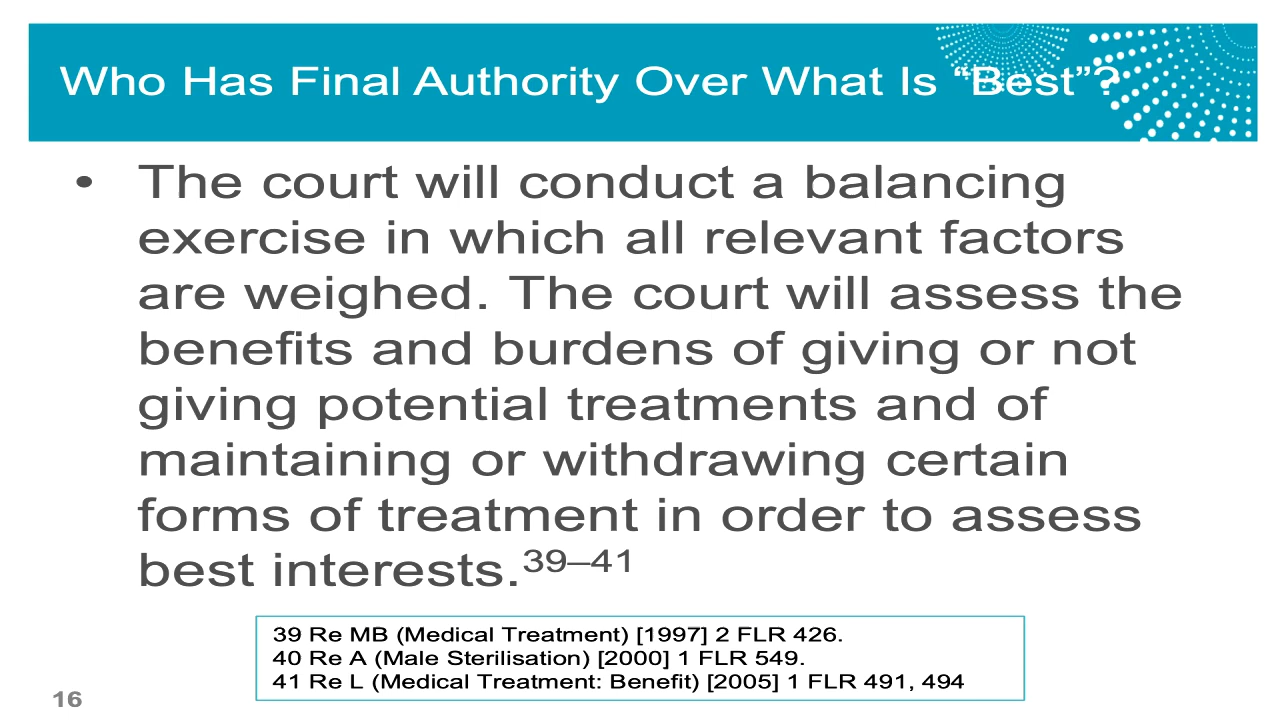 Who Has Final Authority Over What Is “Best”?
• The court will conduct a balancing
exercise in which all relevant factors
are weighed. The court will assess the
benefits and burdens of giving or not
giving potential treatments and of
maintaining or withdrawing certain
forms of treatment in order to assess
best interests.39–41
39 Re MB (Medical Treatment) [1997] 2 FLR 426.
40 Re A (Male Sterilisation) [2000] 1 FLR 549.
41 Re L (Medical Treatment: Benefit) [2005] 1 FLR 491, 494
16